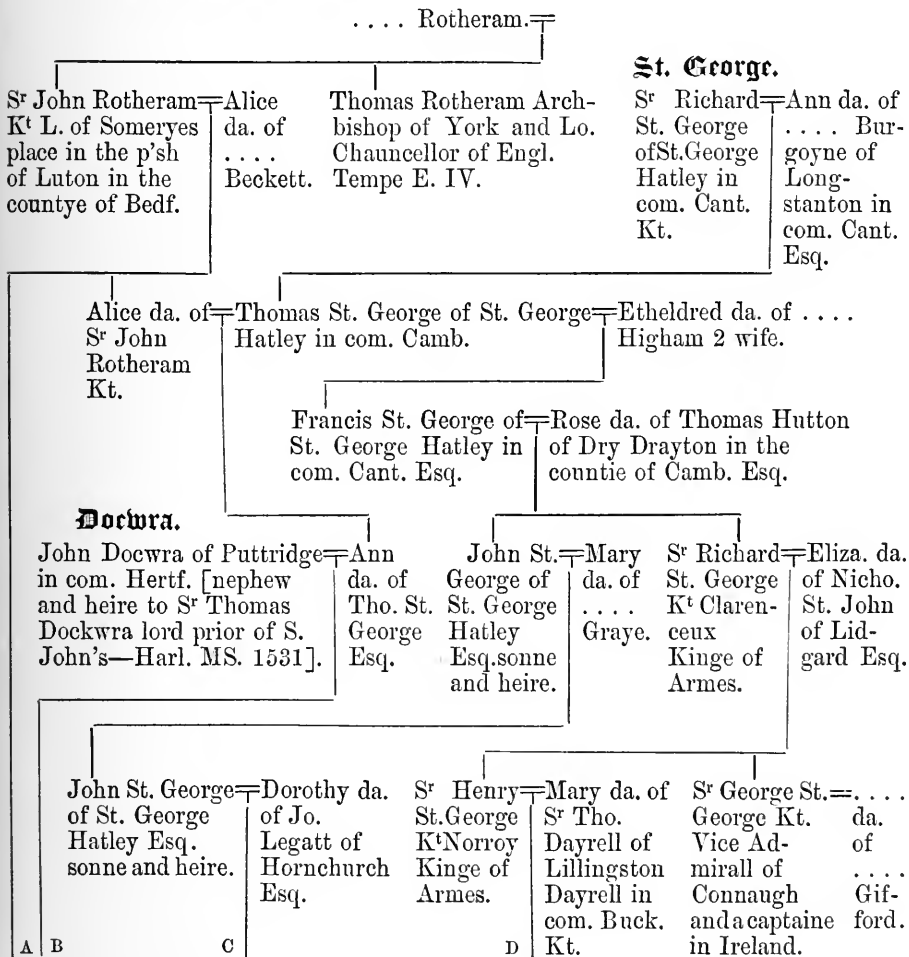 . . . . Rotheram.
Sr John Rotheram
Kt L. of Someryes
place in the p'sh
of Luton in the
countye of Bedf.
Alice
da. of
. . . .
Beckett.
Thomas Rotheram Arch-
bishop of York and Lo.
Chauncellor of Engl.
Tempe E. IV.
St. George.
Sr Richard
St. George
ofSt.George
Hatley in
com. Cant.
Kt.
Ann da. of
. . . . Bur-
goyne of
Long-
stanton in
com. Cant.
Esq.
Alice da. of
Sr John
Rotheram
Kt.
Thomas St. George of St. George
Hatley in com. Camb.
Etheldred da. of . . . .
Higham 2 wife.
Francis St. George of
St. George Hatley in
com. Cant. Esq.
Rose da. of Thomas Hutton
of Dry Drayton in the
countie of Camb. Esq.
Docwra.
John Docwra of Puttridge
in com. Hertf. [nephew
and heire to Sr Thomas
Dockwra lord prior of S.
John's—Harl. MS. 1531].
Ann
da. of
Tho. St.
George
Esq.
John St.
George of
St. George
Hatley
Esq.sonne
and heire.
Mary
da. of
. . . .
Graye.
Sr Richard
St. George
Kt Claren-
ceux
Kinge of
Armes.
Eliza. da.
of Nicho.
St. John
of Lid-
gard Esq.
John St. George
of St. George
Hatley Esq.
sonne and heire.
Dorothy da.
of Jo.
Legatt of
Hornchurch
Esq.
Sr Henry
St.George
KtNorroy
Kinge of
Armes.
Mary da. of
Sr Tho.
Dayrell of
Lillingston
Dayrell in
com. Buck.
Kt.
Sr George St.
George Kt.
Vice Ad-
mirall of
Connaugh
andacaptaine
in Ireland.
. . . .
da.
of
. . . .
Gif-
ford.
A B C D